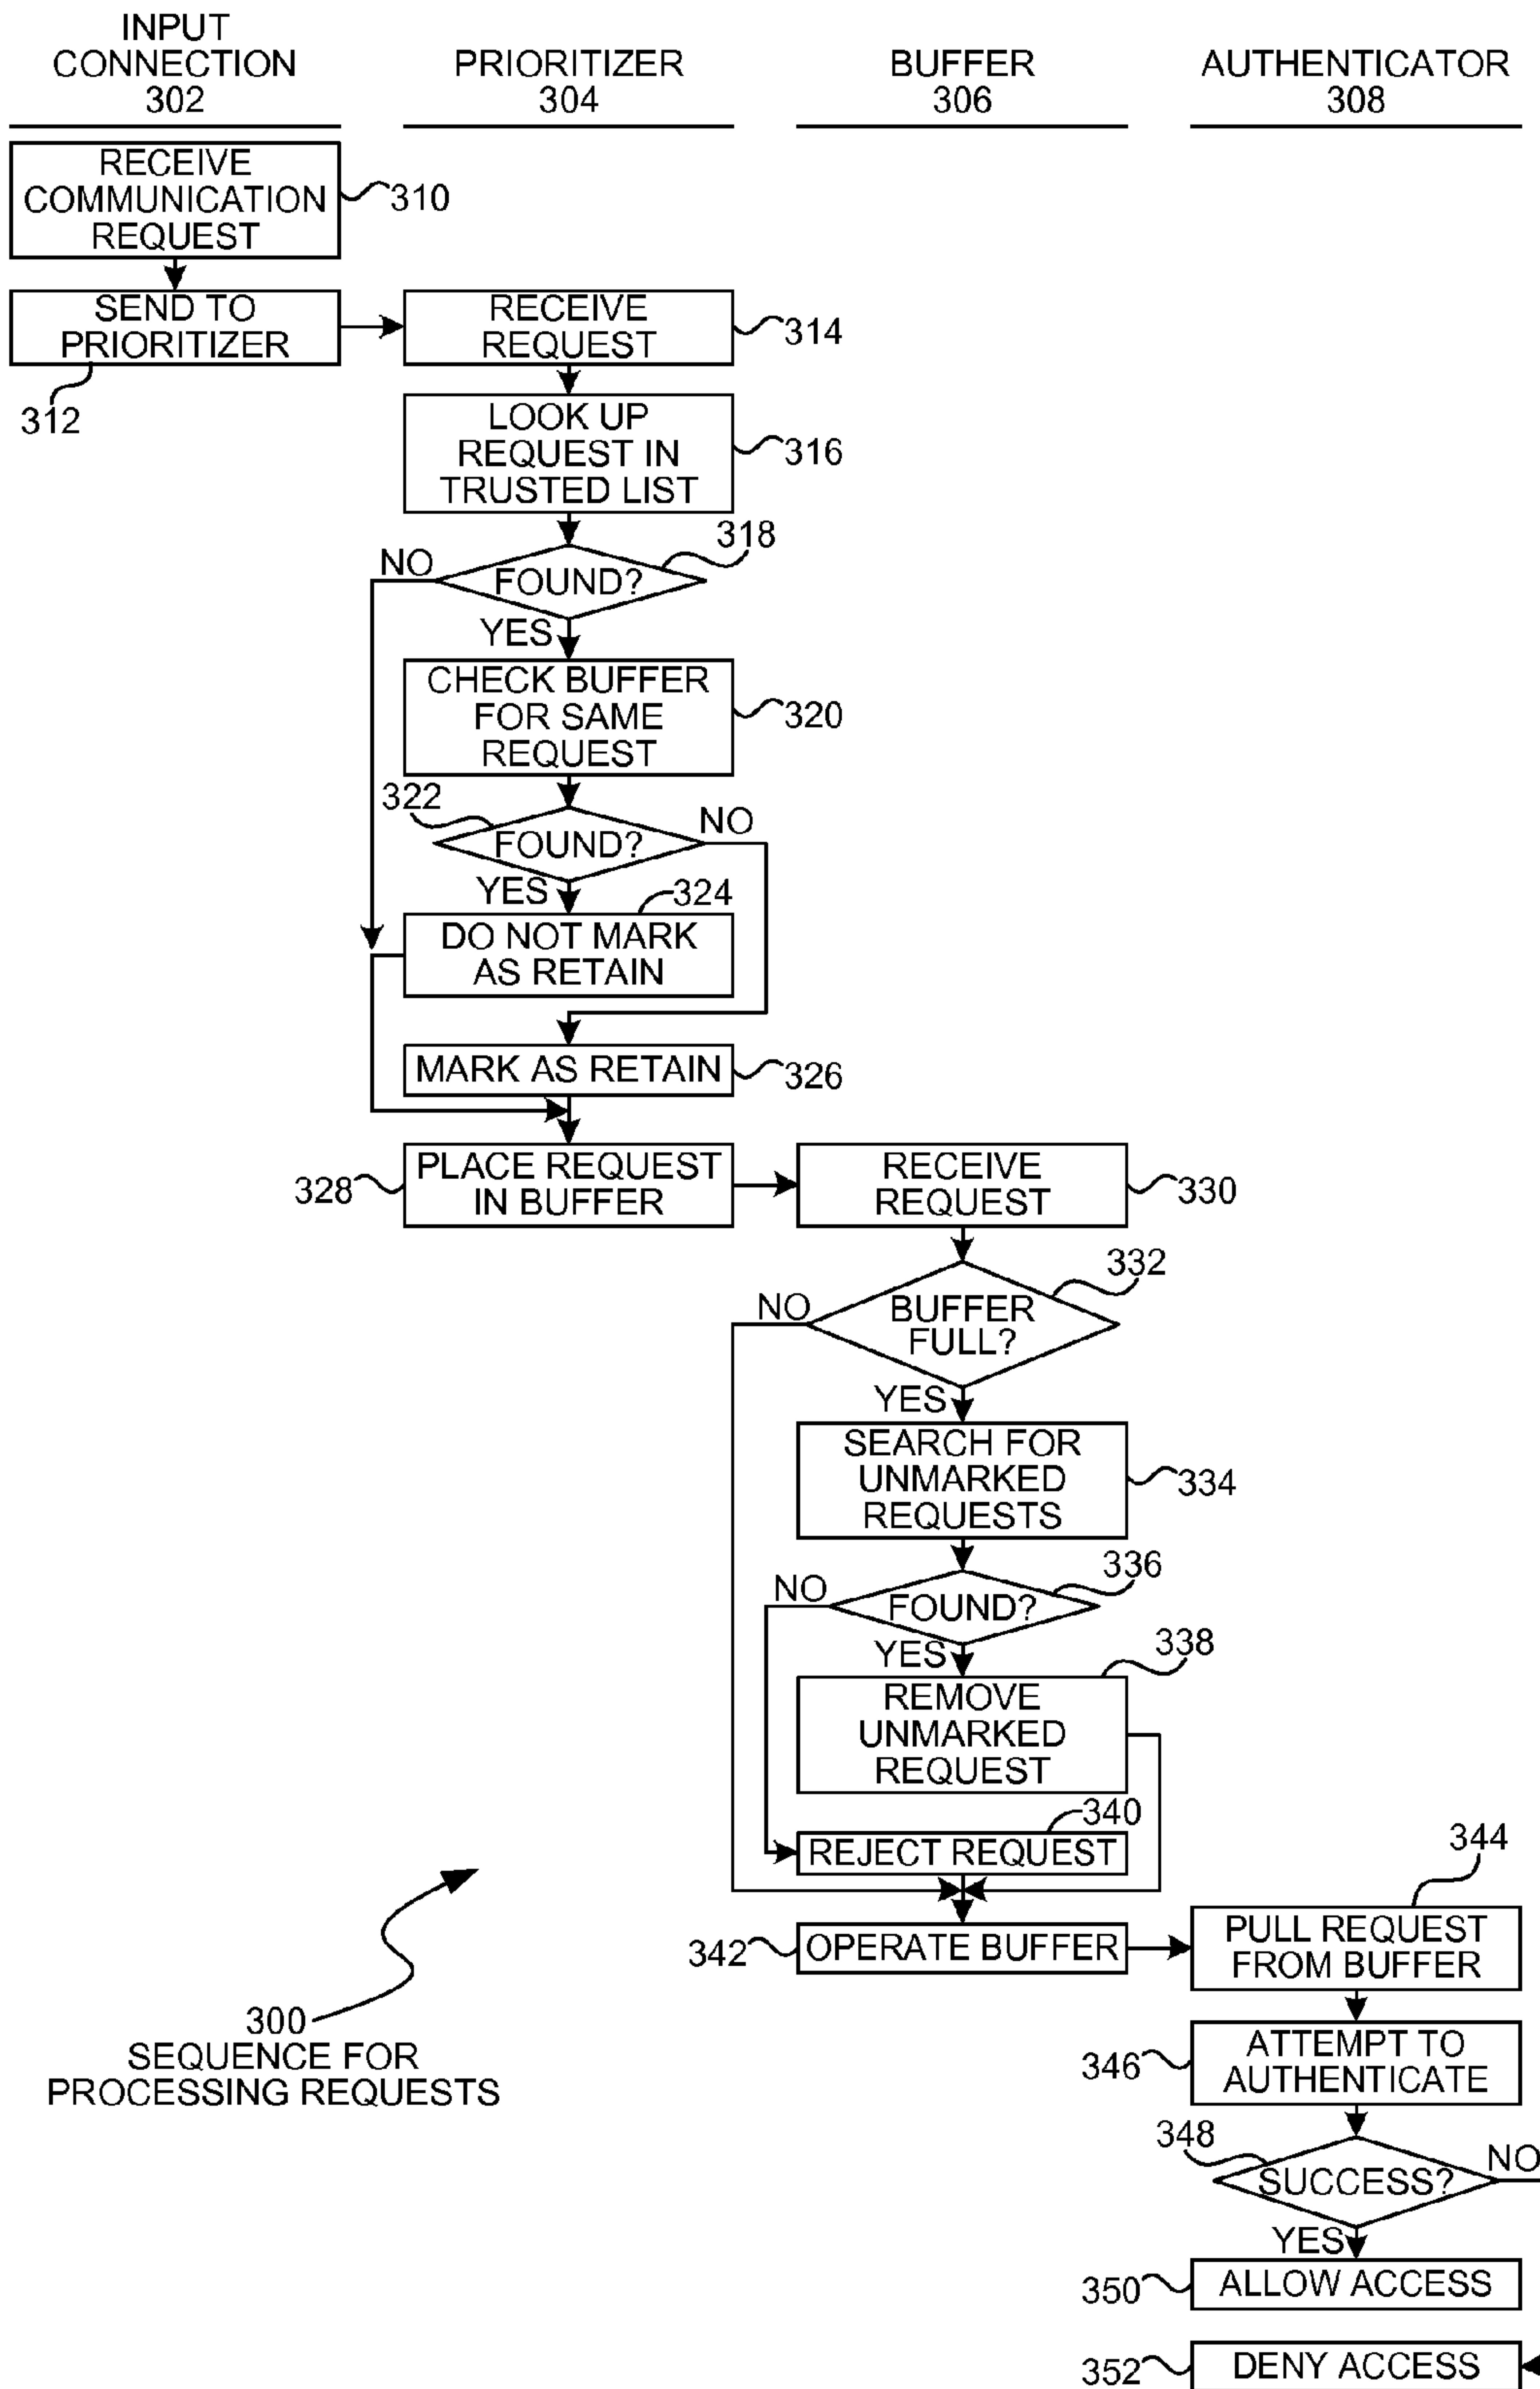 INPUT
CONNECTION
302
PRIORITIZER
304
BUFFER
306
AUTHENTICATOR
308
RECEIVE
COMMUNICATION
REQUEST
310
SEND TO
PRIORITIZER
312
RECEIVE
REQUEST
314
LOOK UP
REQUEST IN
TRUSTED LIST
316
318
NO
FOUND?
YES
CHECK BUFFER
FOR SAME
REQUEST
320
322
FOUND?
NO
YES
324
DO NOT MARK
AS RETAIN
MARK AS RETAIN
326
328
PLACE REQUEST
IN BUFFER
RECEIVE
REQUEST
330
332
NO
BUFFER
FULL?
YES
SEARCH FOR
UNMARKED
REQUESTS
334
336
NO
FOUND?
YES
338
REMOVE
UNMARKED
REQUEST
340
REJECT REQUEST
342
OPERATE BUFFER
344
PULL REQUEST
FROM BUFFER
346
ATTEMPT TO
AUTHENTICATE
348
SUCCESS?
NO
YES
350
ALLOW ACCESS
352
DENY ACCESS
300
SEQUENCE FOR
PROCESSING REQUESTS